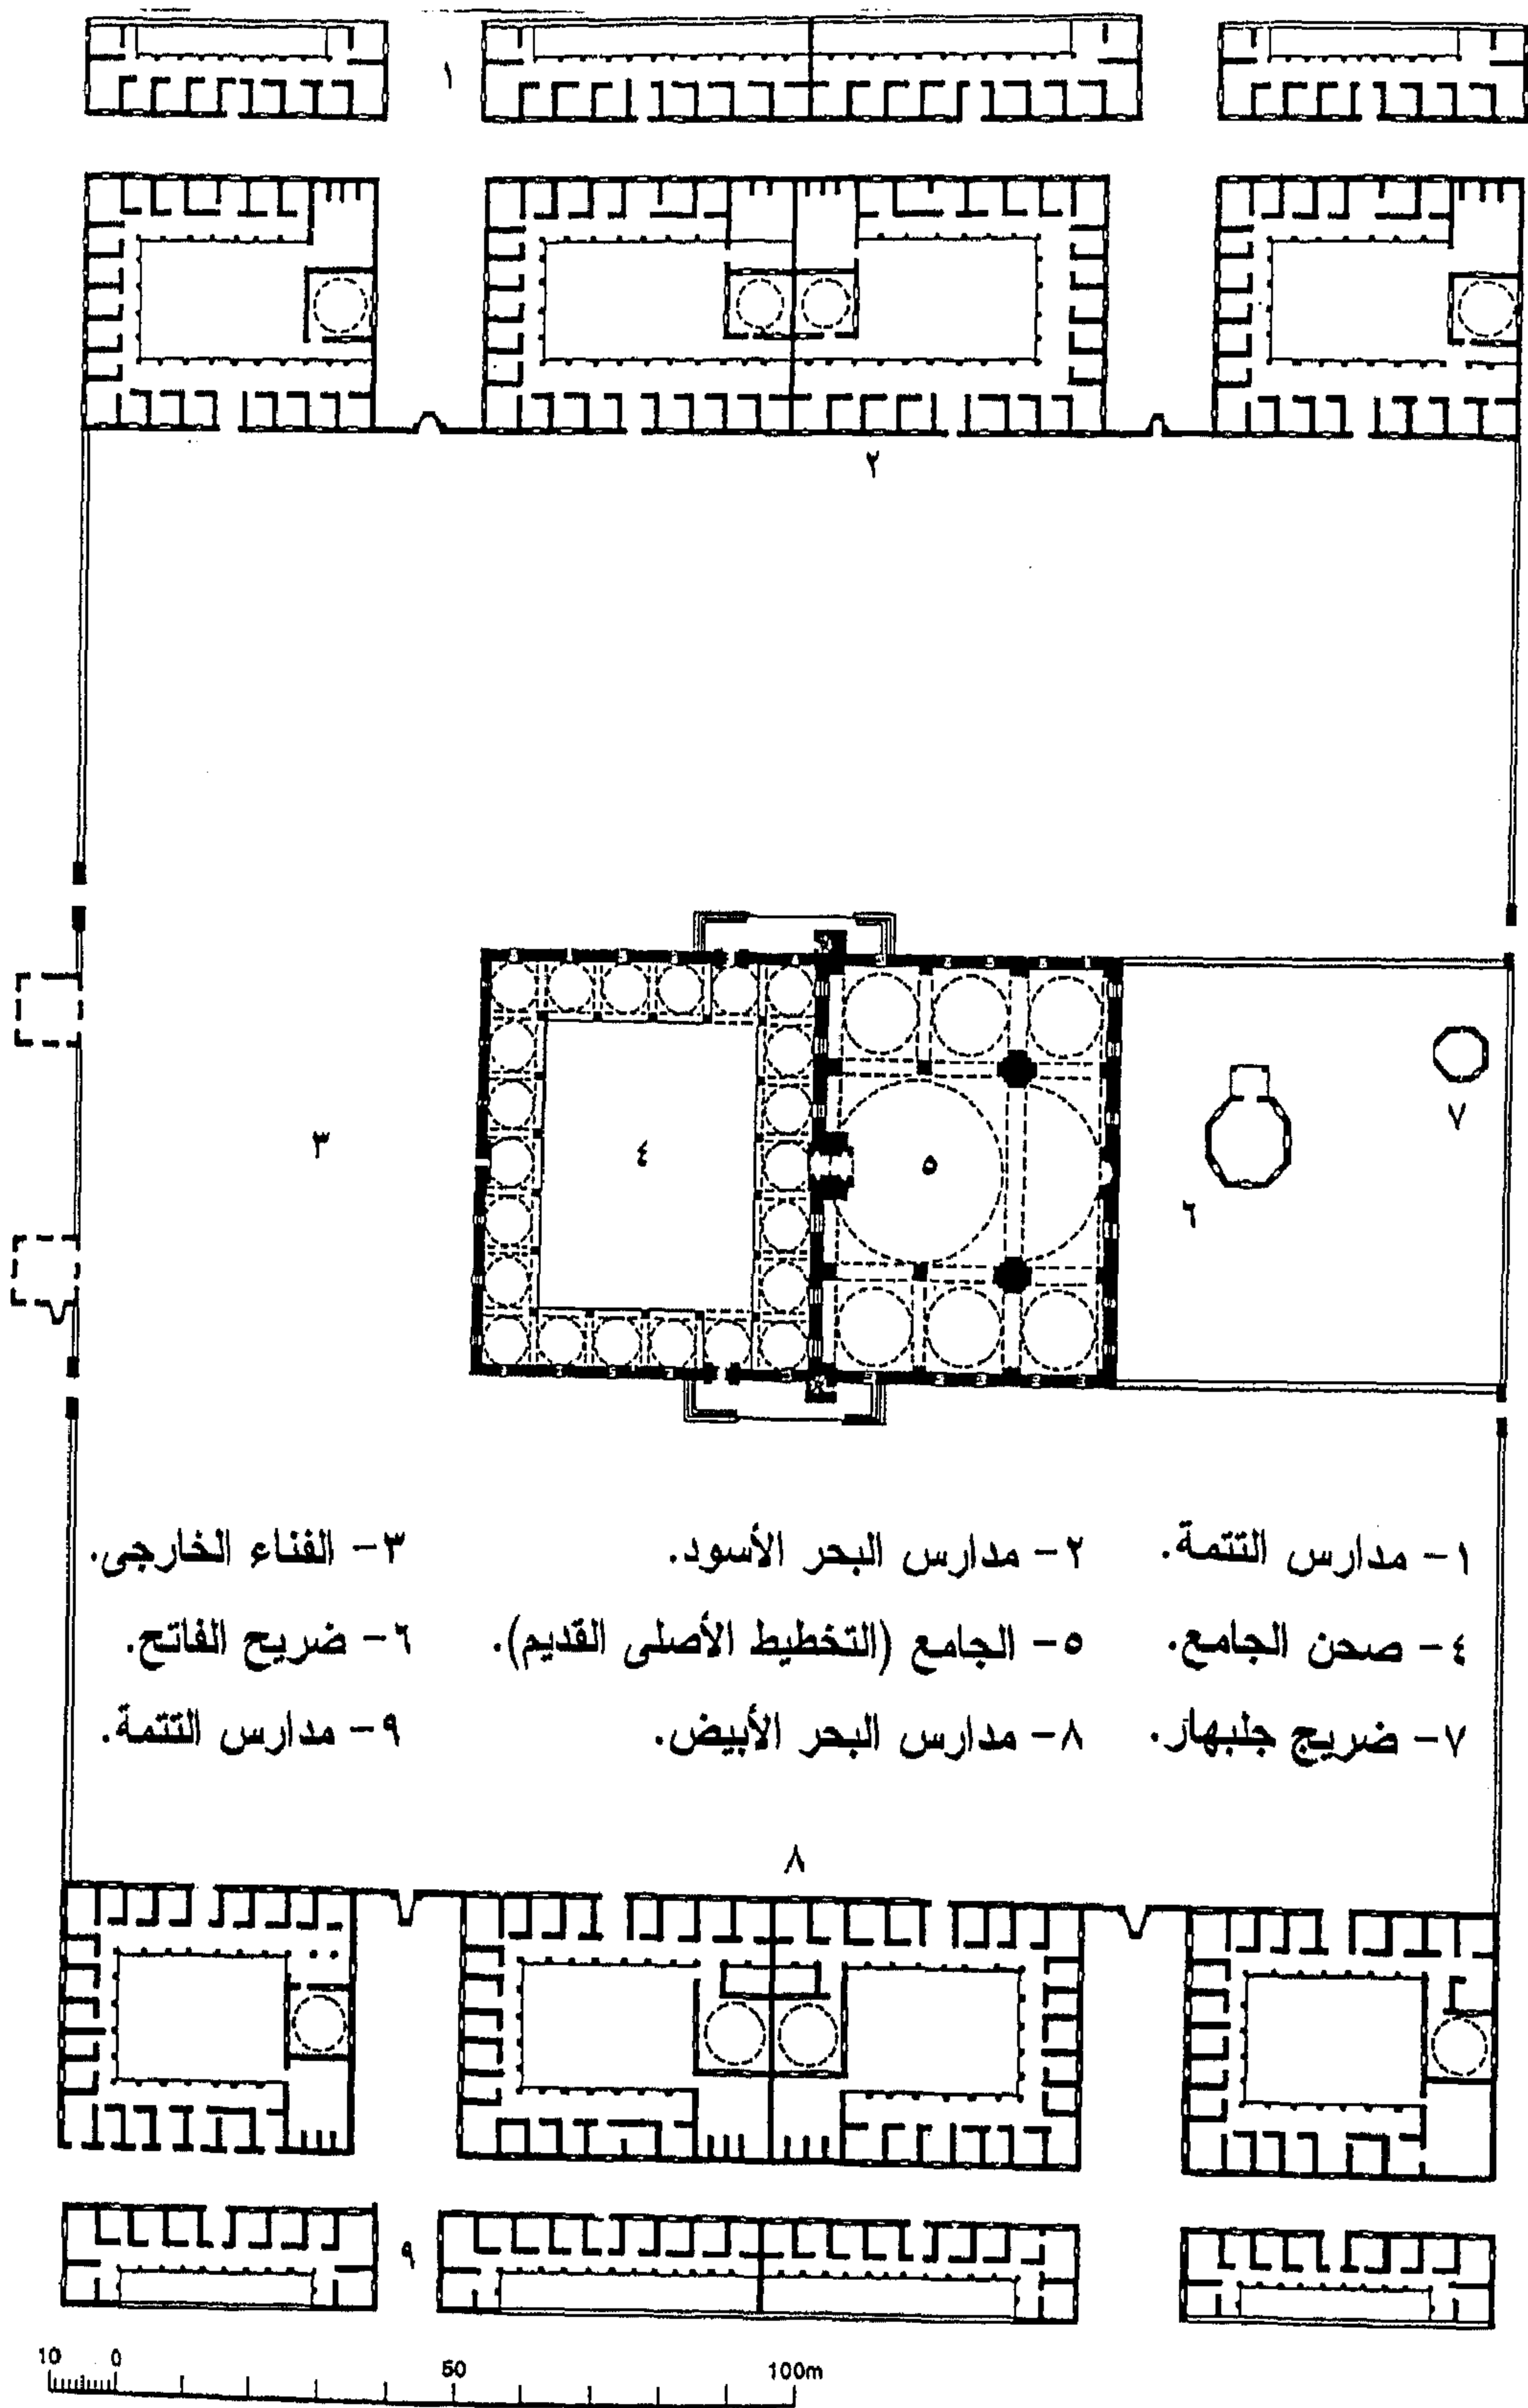 ١
٢
٣
٤
٥
٦
٧
١- مدارس التتمة. ٢- مدارس البحر الأسود. ٣- الفناء الخارجى.
٤- صحن الجامع. ٥- الجامع (التخطيط الأصلى القديم). ٦- ضريح الفاتح.
٧- ضريج جلبهار. ٨- مدارس البحر الأبيض. ٩- مدارس التتمة.
٨
٩
10 0 50 100m